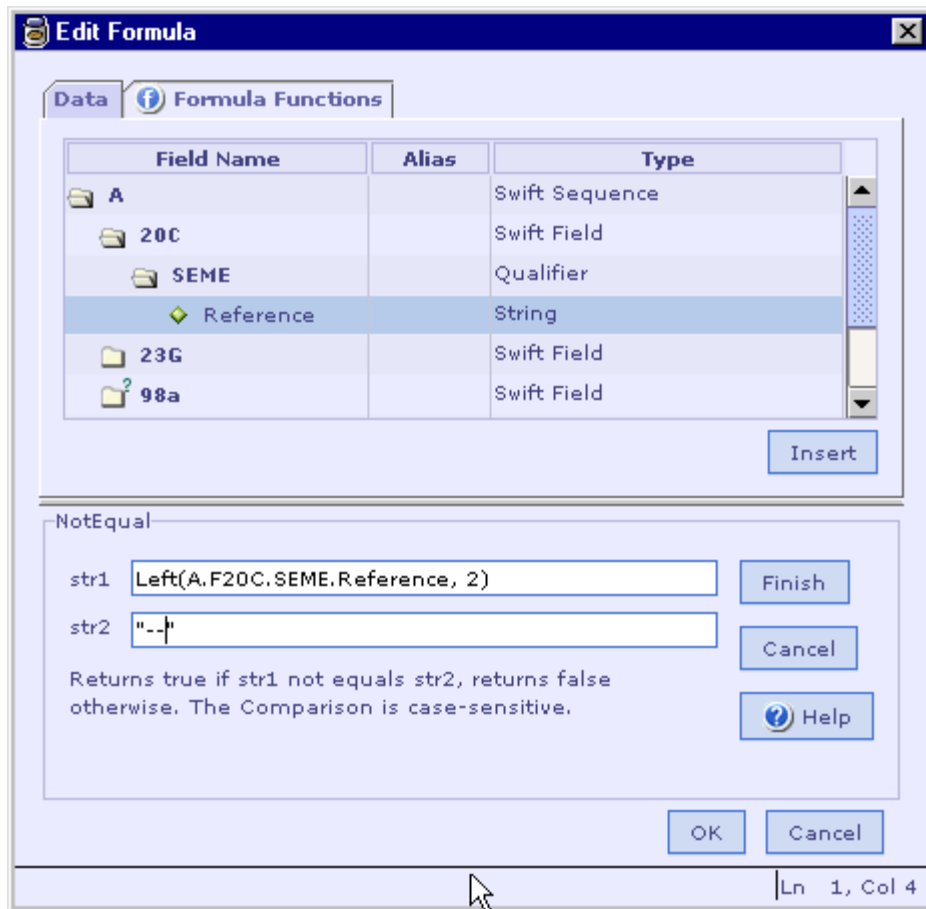 Edit Formula
Data
Formula Functions
Field Name Alias Type
A Swift Sequence
20C Swift Field
SEME Qualifier
Reference String
23G Swift Field
? 98a Swift Field
Insert
NotEqual
str1 Left(A.F20C.SEME.Reference, 2)
Finish
str2 "--"
Cancel
Returns true if str1 not equals str2, returns false
otherwise. The Comparison is case-sensitive.
? Help
OK Cancel
Ln 1, Col 4